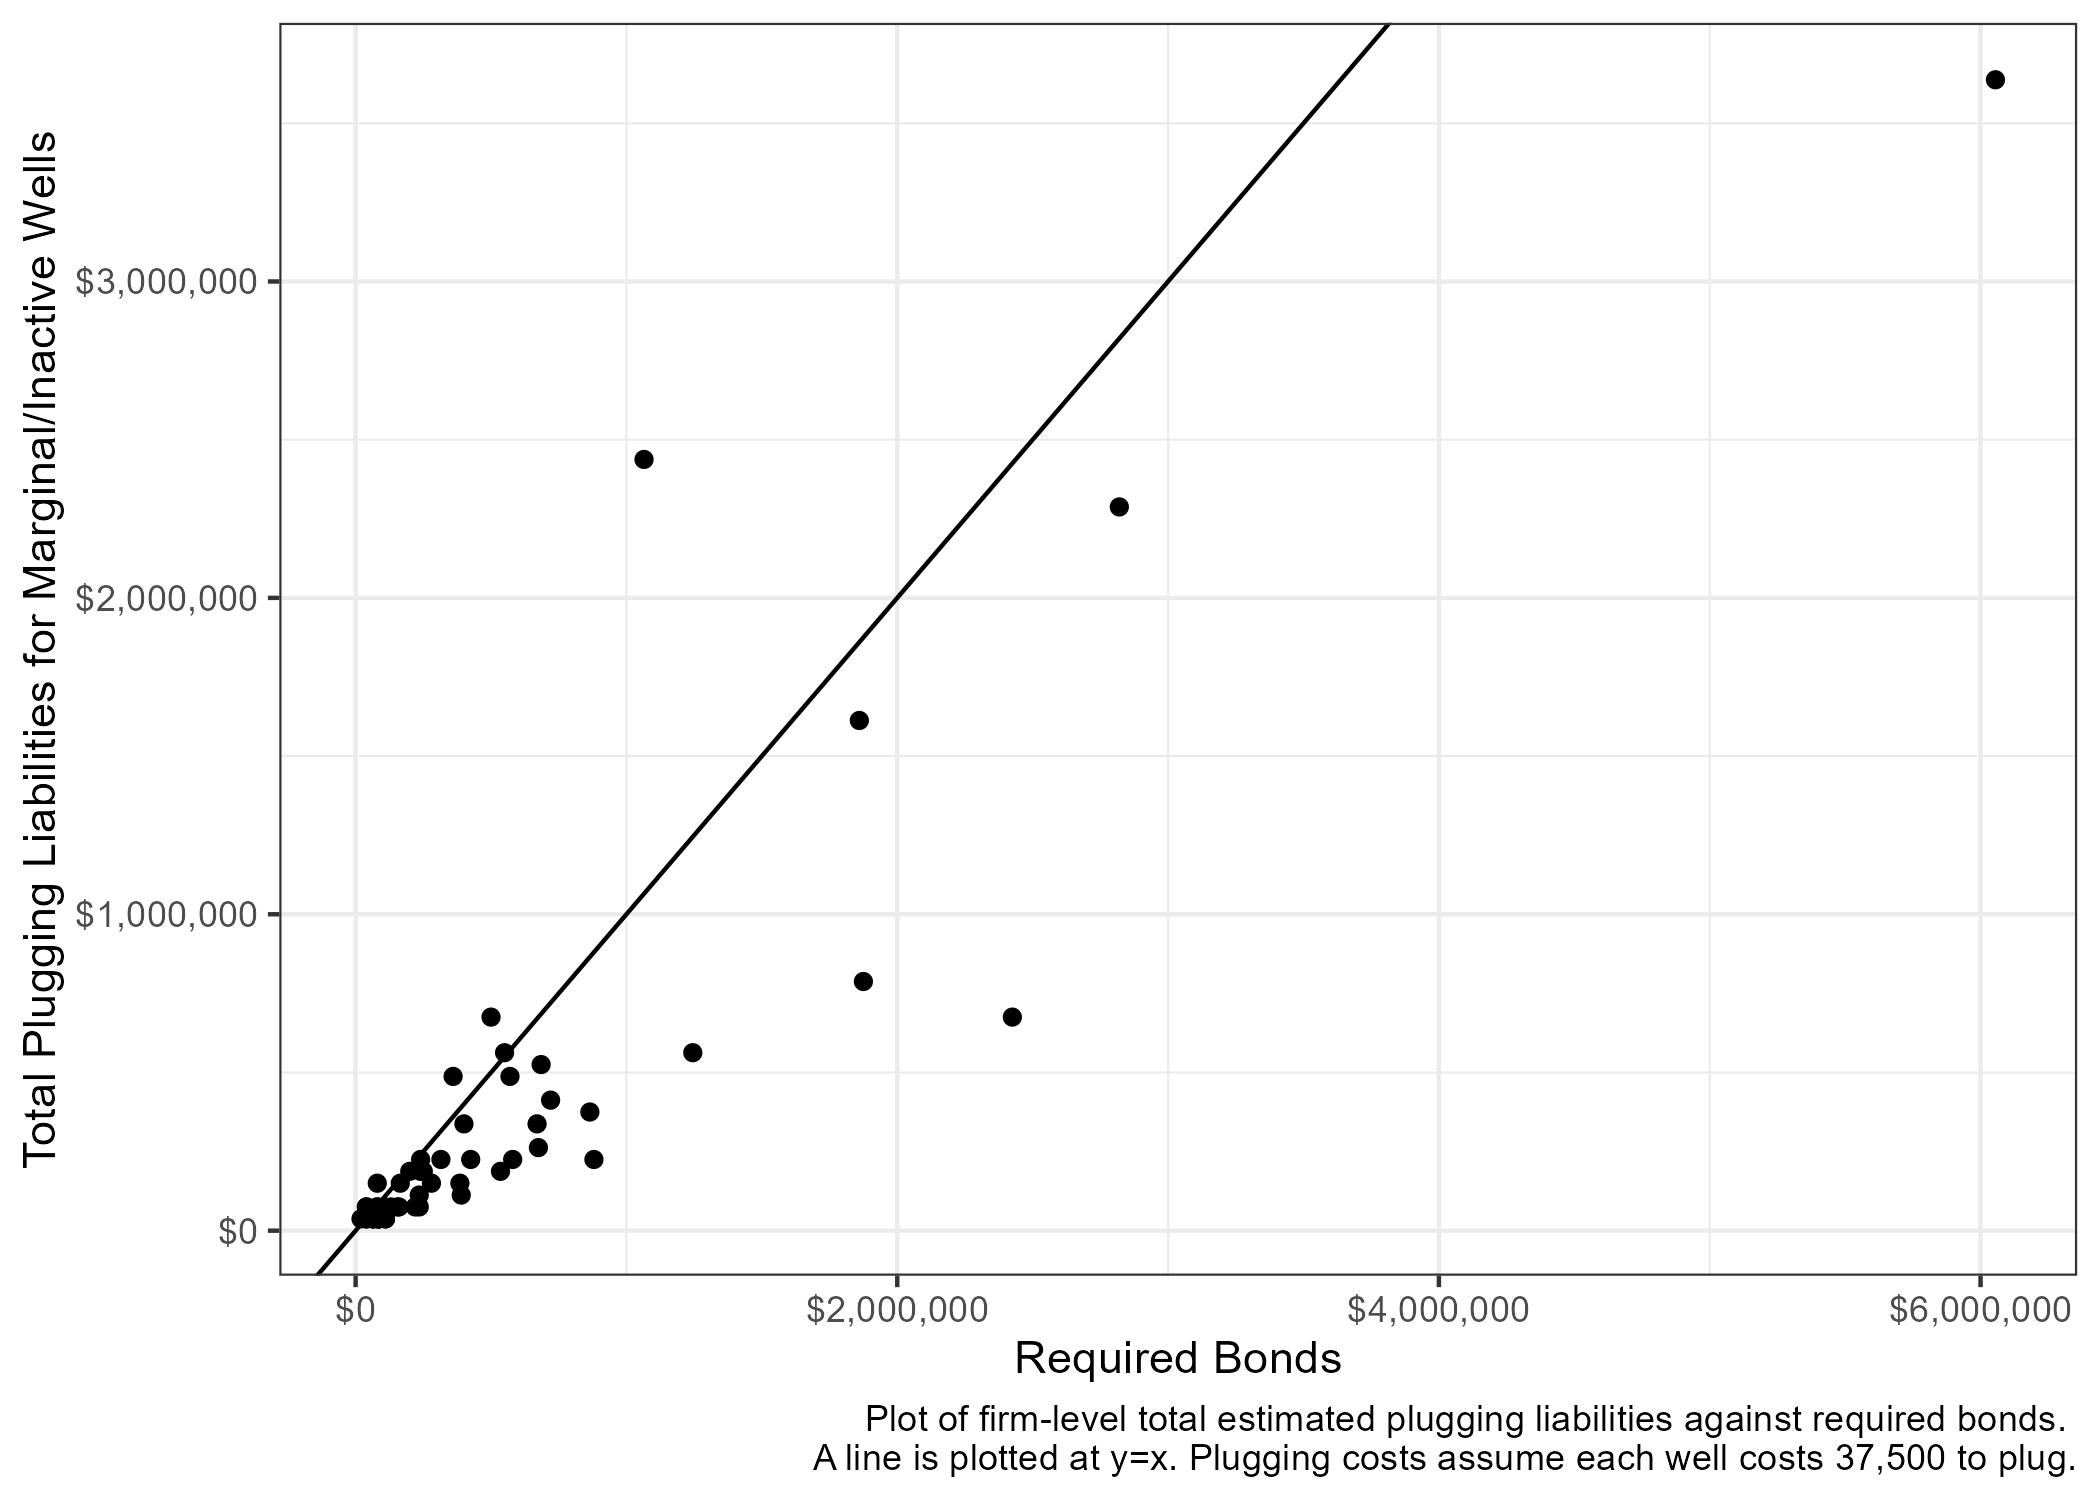 Total Plugging Liabilities for Marginal/Inactive Wells
$3,000,000
$2,000,000
$1,000,000
$0
$0
$2,000,000
$4,000,000
$6,000,000
Required Bonds
Plot of firm-level total estimated plugging liabilities against required bonds.
A line is plotted at y=x. Plugging costs assume each well costs 37,500 to plug.